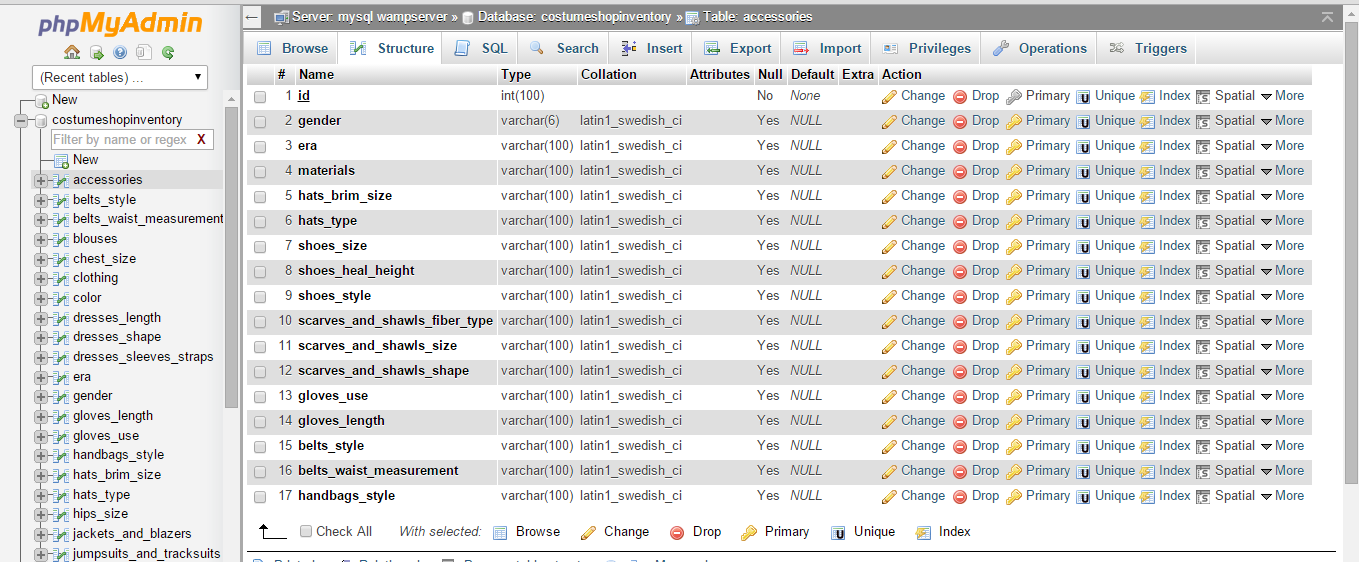 phpMyAdmin
(Recent tables) ...
New
costumeshopinventory
Filter by name or regex X
New
accessories
belts_style
belts_waist_measurement
blouses
chest_size
clothing
color
dresses_length
dresses_shape
dresses_sleeves_straps
era
gender
gloves_length
gloves_use
handbags_style
hats_brim_size
hats_type
hips_size
jackets_and_blazers
jumpsuits_and_tracksuits
Server: mysql wampserver » Database: costumeshopinventory » Table: accessories
Browse Structure SQL Search Insert Export Import Privileges Operations Triggers
# Name Type Collation Attributes Null Default Extra Action
1 id int(100) No None Change Drop Primary Unique Index Spatial More
2 gender varchar(6) latin1_swedish_ci Yes NULL Change Drop Primary Unique Index Spatial More
3 era varchar(100) latin1_swedish_ci Yes NULL Change Drop Primary Unique Index Spatial More
4 materials varchar(100) latin1_swedish_ci Yes NULL Change Drop Primary Unique Index Spatial More
5 hats_brim_size varchar(100) latin1_swedish_ci Yes NULL Change Drop Primary Unique Index Spatial More
6 hats_type varchar(100) latin1_swedish_ci Yes NULL Change Drop Primary Unique Index Spatial More
7 shoes_size varchar(100) latin1_swedish_ci Yes NULL Change Drop Primary Unique Index Spatial More
8 shoes_heal_height varchar(100) latin1_swedish_ci Yes NULL Change Drop Primary Unique Index Spatial More
9 shoes_style varchar(100) latin1_swedish_ci Yes NULL Change Drop Primary Unique Index Spatial More
10 scarves_and_shawls_fiber_type varchar(100) latin1_swedish_ci Yes NULL Change Drop Primary Unique Index Spatial More
11 scarves_and_shawls_size varchar(100) latin1_swedish_ci Yes NULL Change Drop Primary Unique Index Spatial More
12 scarves_and_shawls_shape varchar(100) latin1_swedish_ci Yes NULL Change Drop Primary Unique Index Spatial More
13 gloves_use varchar(100) latin1_swedish_ci Yes NULL Change Drop Primary Unique Index Spatial More
14 gloves_length varchar(100) latin1_swedish_ci Yes NULL Change Drop Primary Unique Index Spatial More
15 belts_style varchar(100) latin1_swedish_ci Yes NULL Change Drop Primary Unique Index Spatial More
16 belts_waist_measurement varchar(100) latin1_swedish_ci Yes NULL Change Drop Primary Unique Index Spatial More
17 handbags_style varchar(100) latin1_swedish_ci Yes NULL Change Drop Primary Unique Index Spatial More
Check All With selected: Browse Change Drop Primary Unique Index